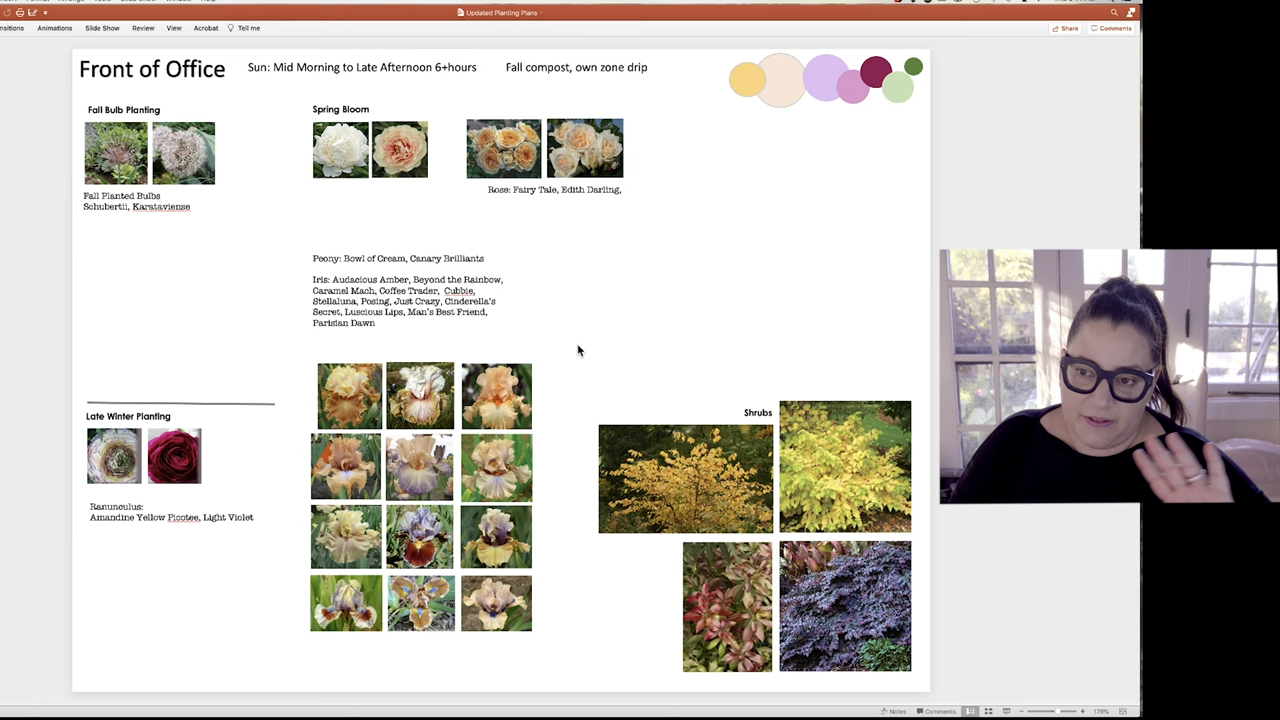 Updated Planting Plans
Animations Slide Show Review View Acrobat Tell me
Share Comments
Front of Office
Sun: Mid Morning to Late Afternoon 6+hours
Fall compost, own zone drip
Fall Bulb Planting
Spring Bloom
Fall Planted Bulbs
Schubertii, Karataviense
Rose: Fairy Tale, Edith Darling,
Peony: Bowl of Cream, Canary Brilliants
Iris: Audacious Amber, Beyond the Rainbow,
Caramel Mach, Coffee Trader, Cubbie,
Stellaluna, Posing, Just Crazy, Cinderella's
Secret, Luscious Lips, Man's Best Friend,
Parisian Dawn
Late Winter Planting
Shrubs
Ranunculus:
Amandine Yellow Picotee, Light Violet
Notes Comments 178%